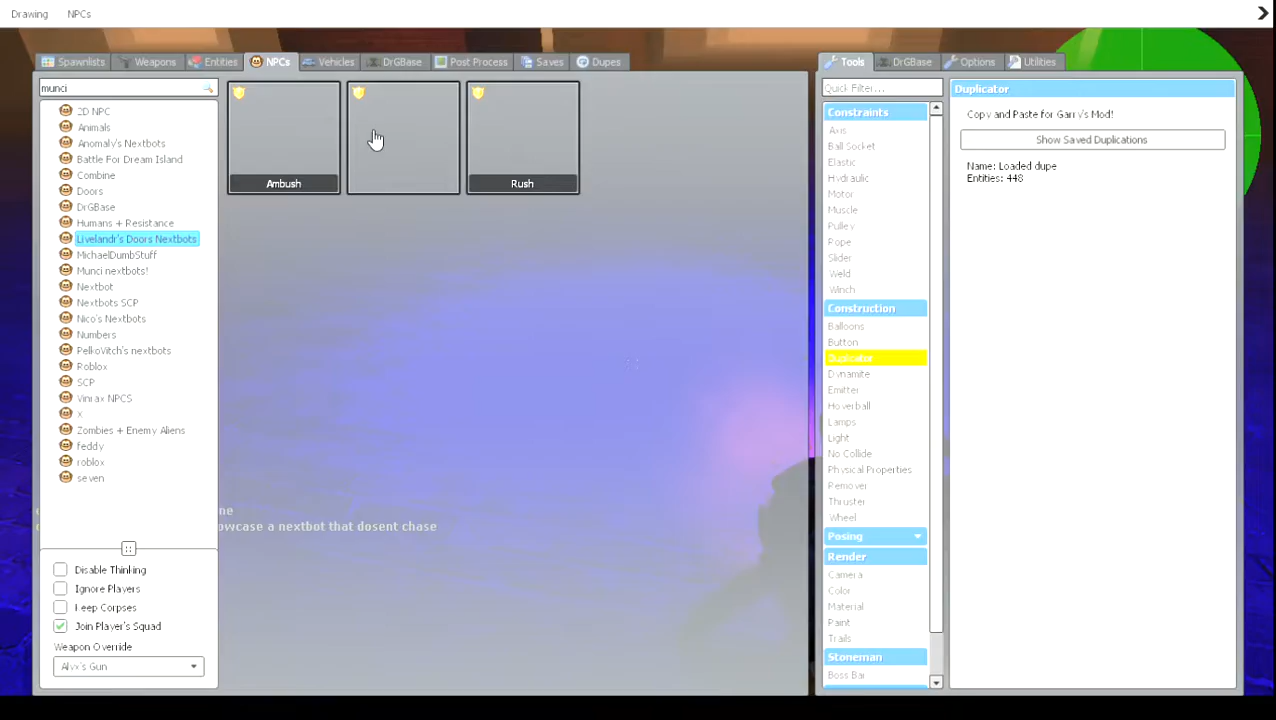 Drawing NPCs
Spawnlists Weapons Entities NPCs Vehicles DrGBase Post Process Saves Dupes
Tools DrGBase Options Utilities
munci
2D NPC
Animals
Anomaly's Nextbots
Battle For Dream Island
Combine
Doors
DrGBase
Humans + Resistance
Livelandr's Doors Nextbots
MichaelDumbStuff
Munci nextbots!
Nextbot
Nextbots SCP
Nico's Nextbots
Numbers
PelkoVitch's nextbots
Roblox
SCP
Vinrax NPCS
x
Zombies + Enemy Aliens
feddy
roblox
seven
Ambush
Rush
ne
owcase a nextbot that dosent chase
Disable Thinking
Ignore Players
Keep Corpses
Join Player's Squad
Weapon Override
Alyx's Gun
Quick Filter...
Constraints
Axis
Ball Socket
Elastic
Hydraulic
Motor
Muscle
Pulley
Rope
Slider
Weld
Winch
Construction
Balloons
Button
Duplicator
Dynamite
Emitter
Hoverball
Lamps
Light
No Collide
Physical Properties
Remover
Thruster
Wheel
Posing
Render
Camera
Color
Material
Paint
Trails
Stoneman
Boss Bar
Duplicator
Copy and Paste for Garry's Mod!
Show Saved Duplications
Name: Loaded dupe
Entities: 448